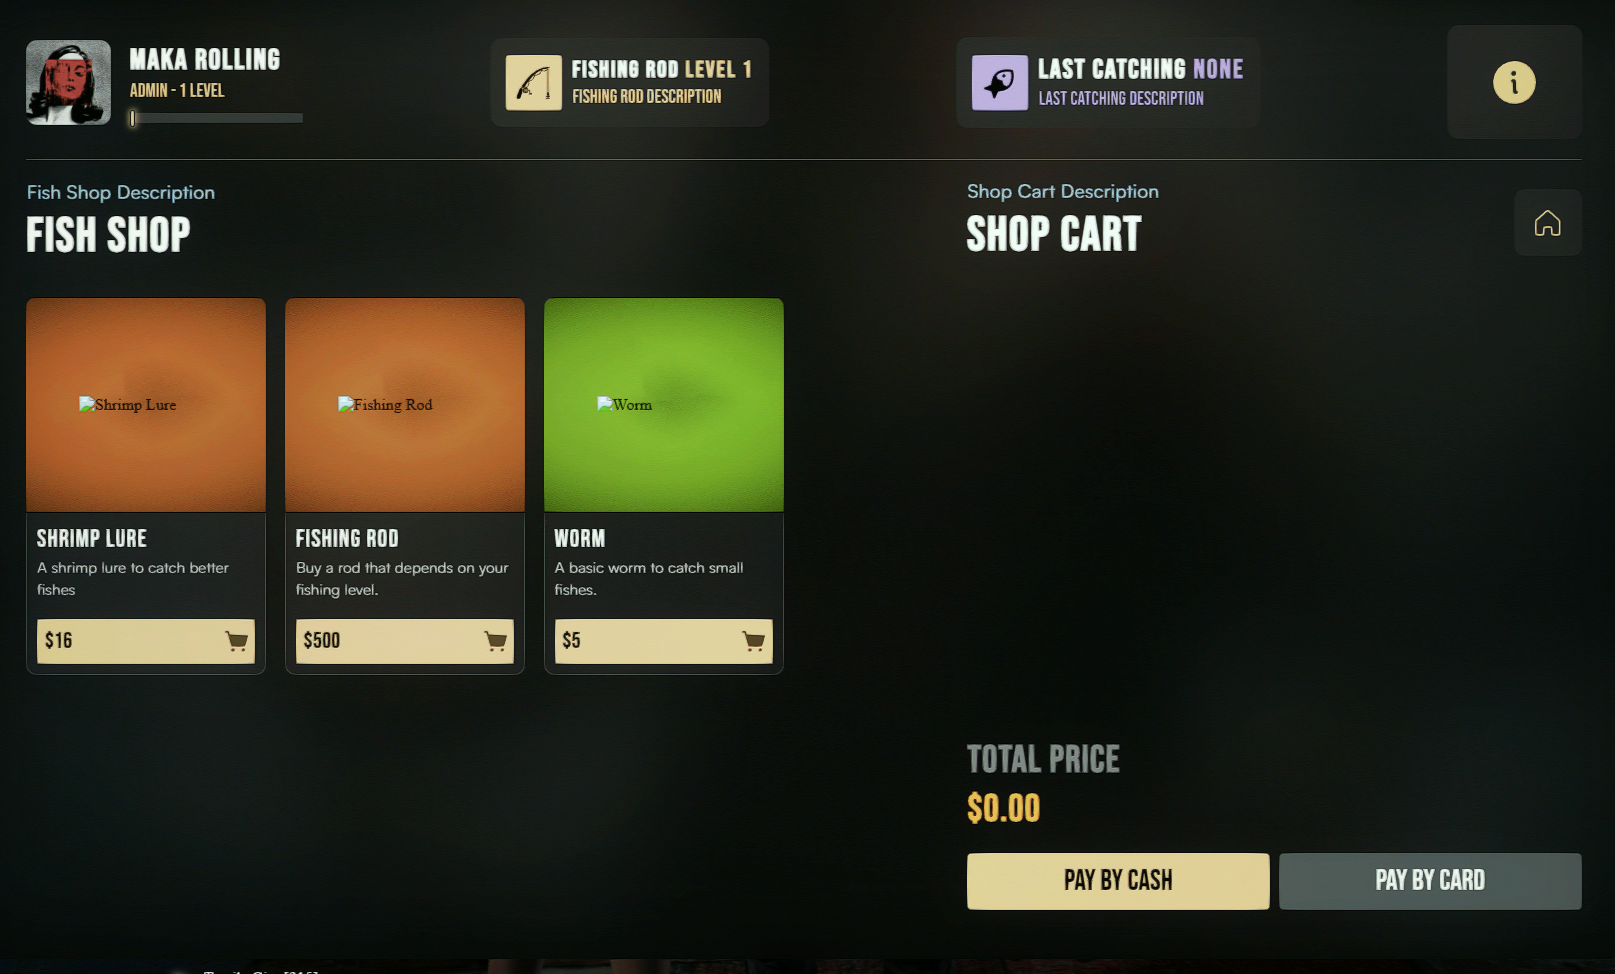 MAKA ROLLING
ADMIN - 1 LEVEL
FISHING ROD LEVEL 1
FISHING ROD DESCRIPTION
LAST CATCHING NONE
LAST CATCHING DESCRIPTION
Fish Shop Description
FISH SHOP
Shrimp Lure
SHRIMP LURE
A shrimp lure to catch better
fishes
$16
Fishing Rod
FISHING ROD
Buy a rod that depends on your
fishing level.
$500
Worm
WORM
A basic worm to catch small
fishes.
$5
Shop Cart Description
SHOP CART
TOTAL PRICE
$0.00
PAY BY CASH
PAY BY CARD